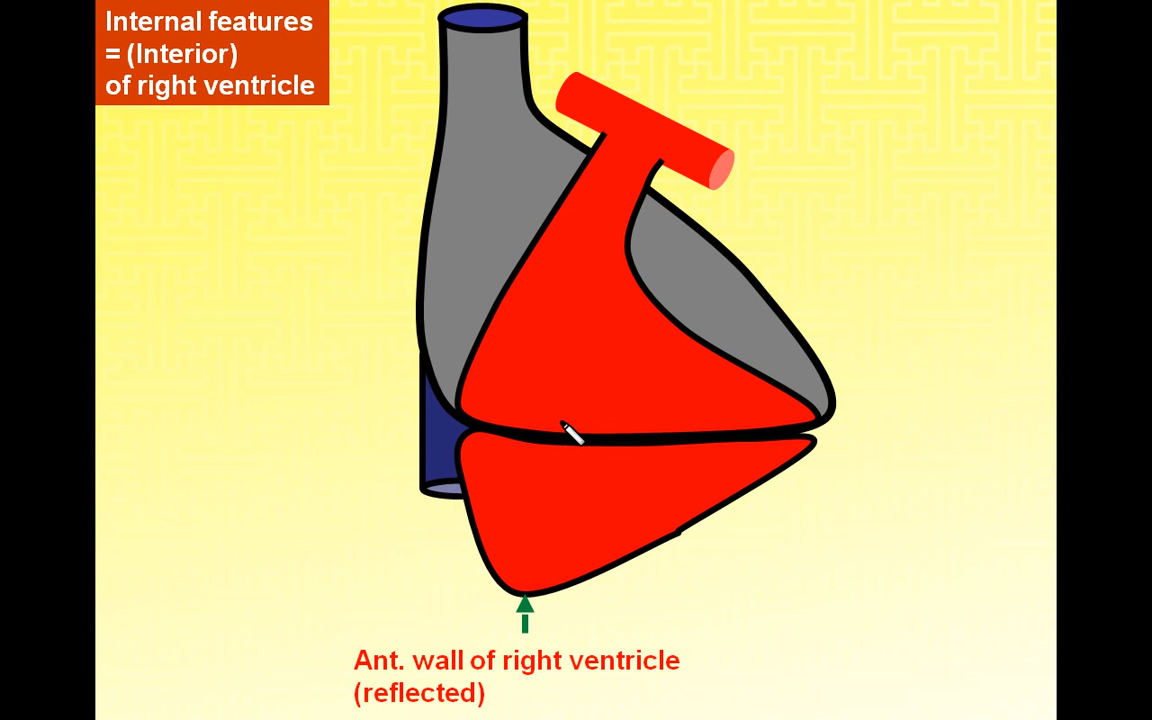 Internal features
= (Interior)
of right ventricle
Ant. wall of right ventricle
(reflected)